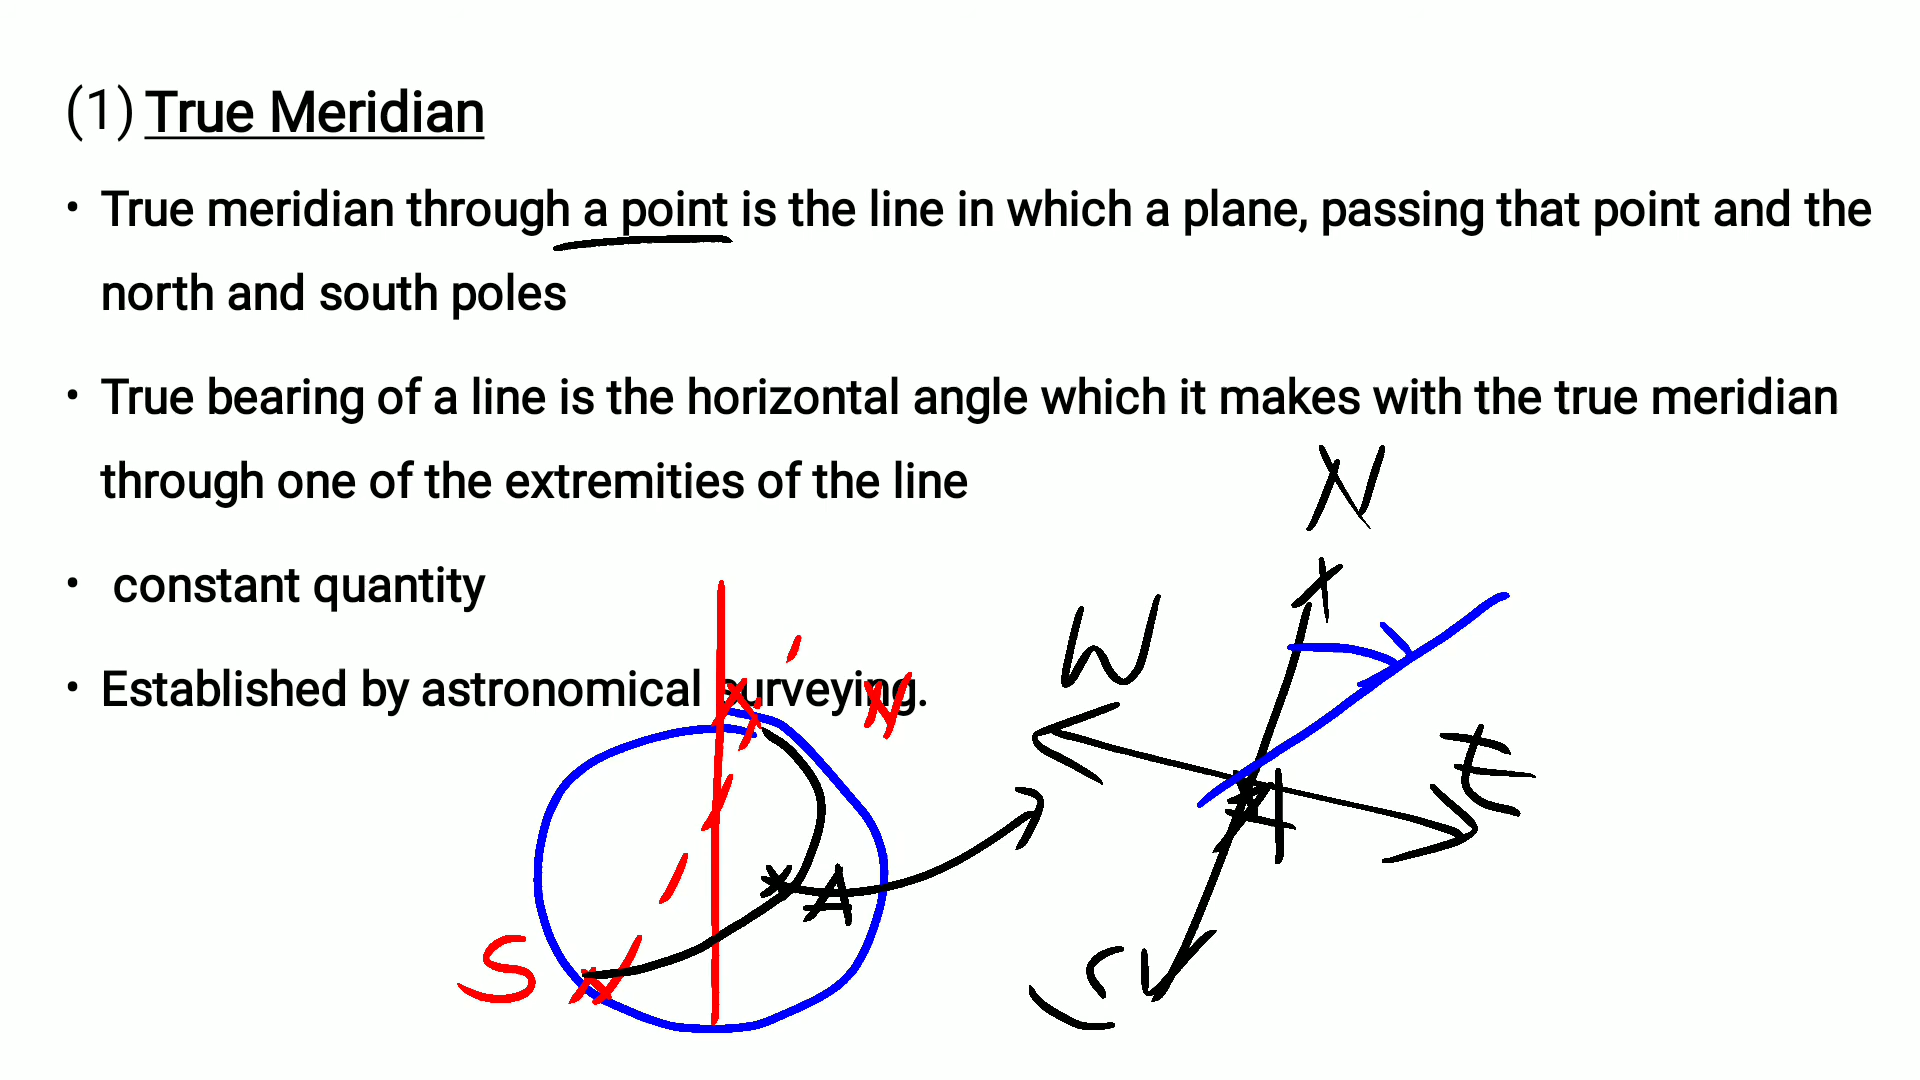 (1) True Meridian
• True meridian through a point is the line in which a plane, passing that point and the
north and south poles
• True bearing of a line is the horizontal angle which it makes with the true meridian
through one of the extremities of the line
• constant quantity
• Established by astronomical surveying.
N
W
N
E
A
A
S
S